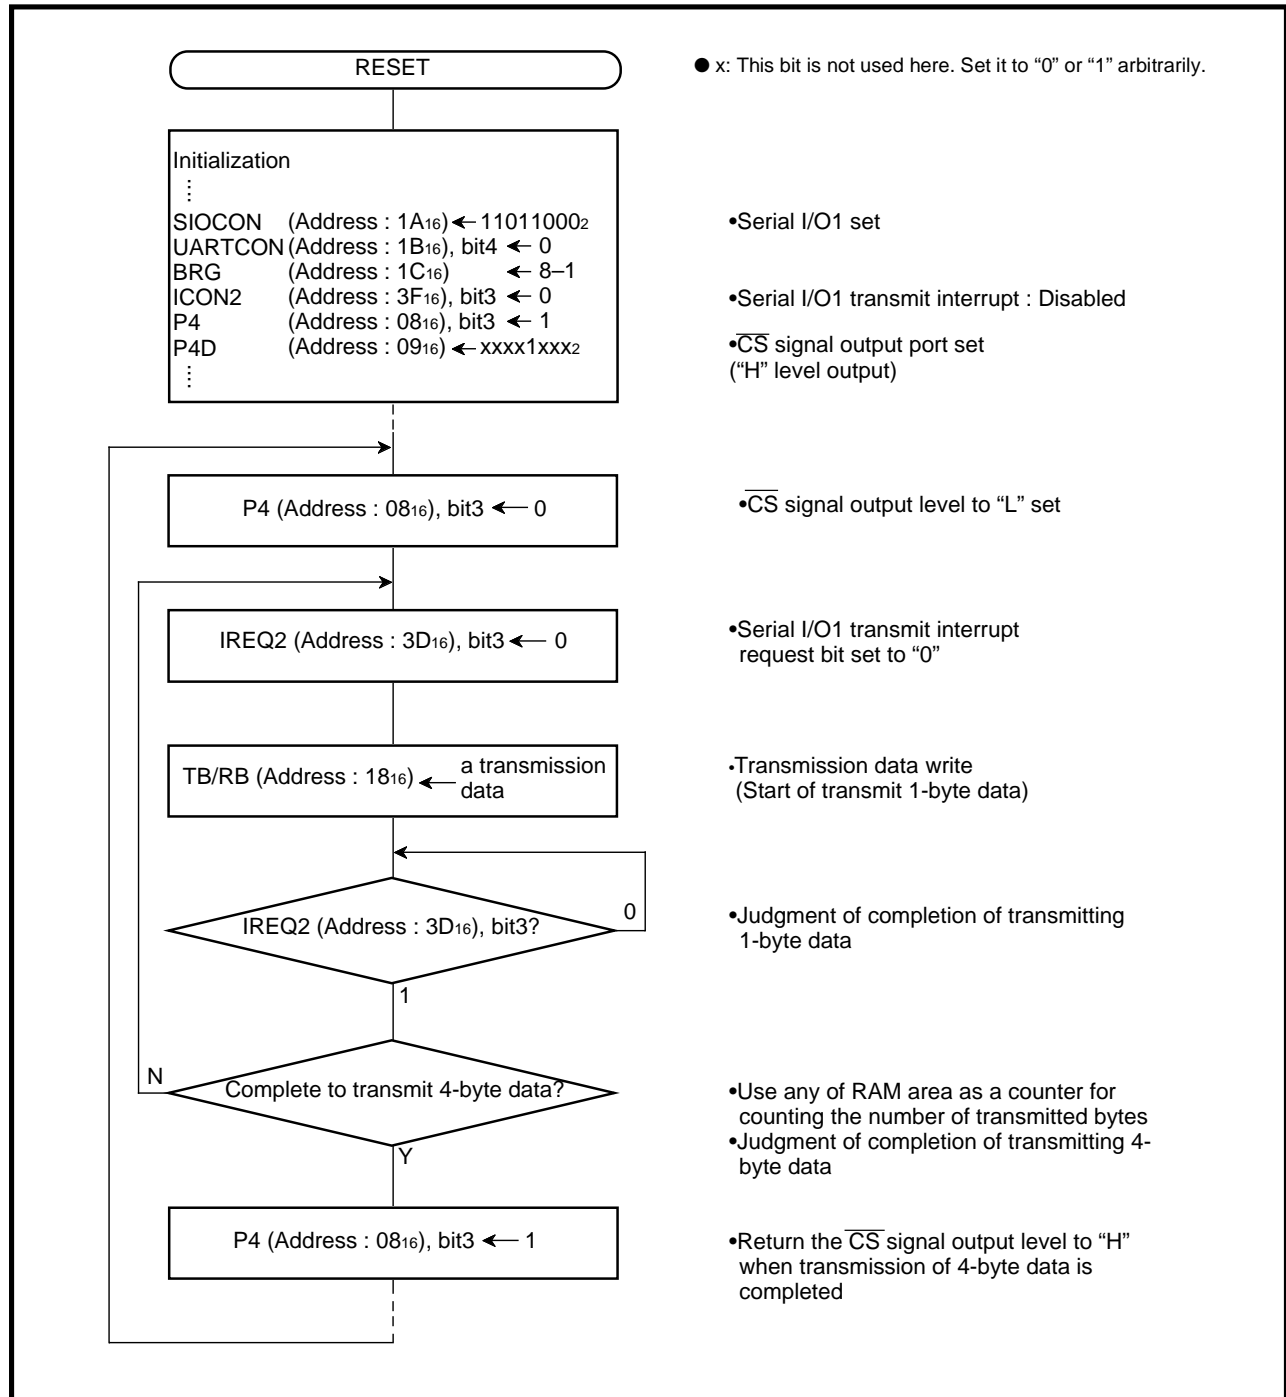 RESET
● x: This bit is not used here. Set it to “0” or “1” arbitrarily.
Initialization
⋮
SIOCON (Address : 1A₁₆) ← 11011000₂
•Serial I/O1 set
UARTCON (Address : 1B₁₆), bit4 ← 0
BRG (Address : 1C₁₆) ← 8–1
ICON2 (Address : 3F₁₆), bit3 ← 0
•Serial I/O1 transmit interrupt : Disabled
P4 (Address : 08₁₆), bit3 ← 1
P4D (Address : 09₁₆) ← xxxx1xxx₂
⋮
•C̅S̅ signal output port set
(“H” level output)
P4 (Address : 08₁₆), bit3 ← 0
•C̅S̅ signal output level to “L” set
IREQ2 (Address : 3D₁₆), bit3 ← 0
•Serial I/O1 transmit interrupt
request bit set to “0”
TB/RB (Address : 18₁₆) ← a transmission
data
•Transmission data write
(Start of transmit 1-byte data)
IREQ2 (Address : 3D₁₆), bit3?
0
1
•Judgment of completion of transmitting
1-byte data
Complete to transmit 4-byte data?
N
Y
•Use any of RAM area as a counter for
counting the number of transmitted bytes
•Judgment of completion of transmitting 4-
byte data
P4 (Address : 08₁₆), bit3 ← 1
•Return the C̅S̅ signal output level to “H”
when transmission of 4-byte data is
completed